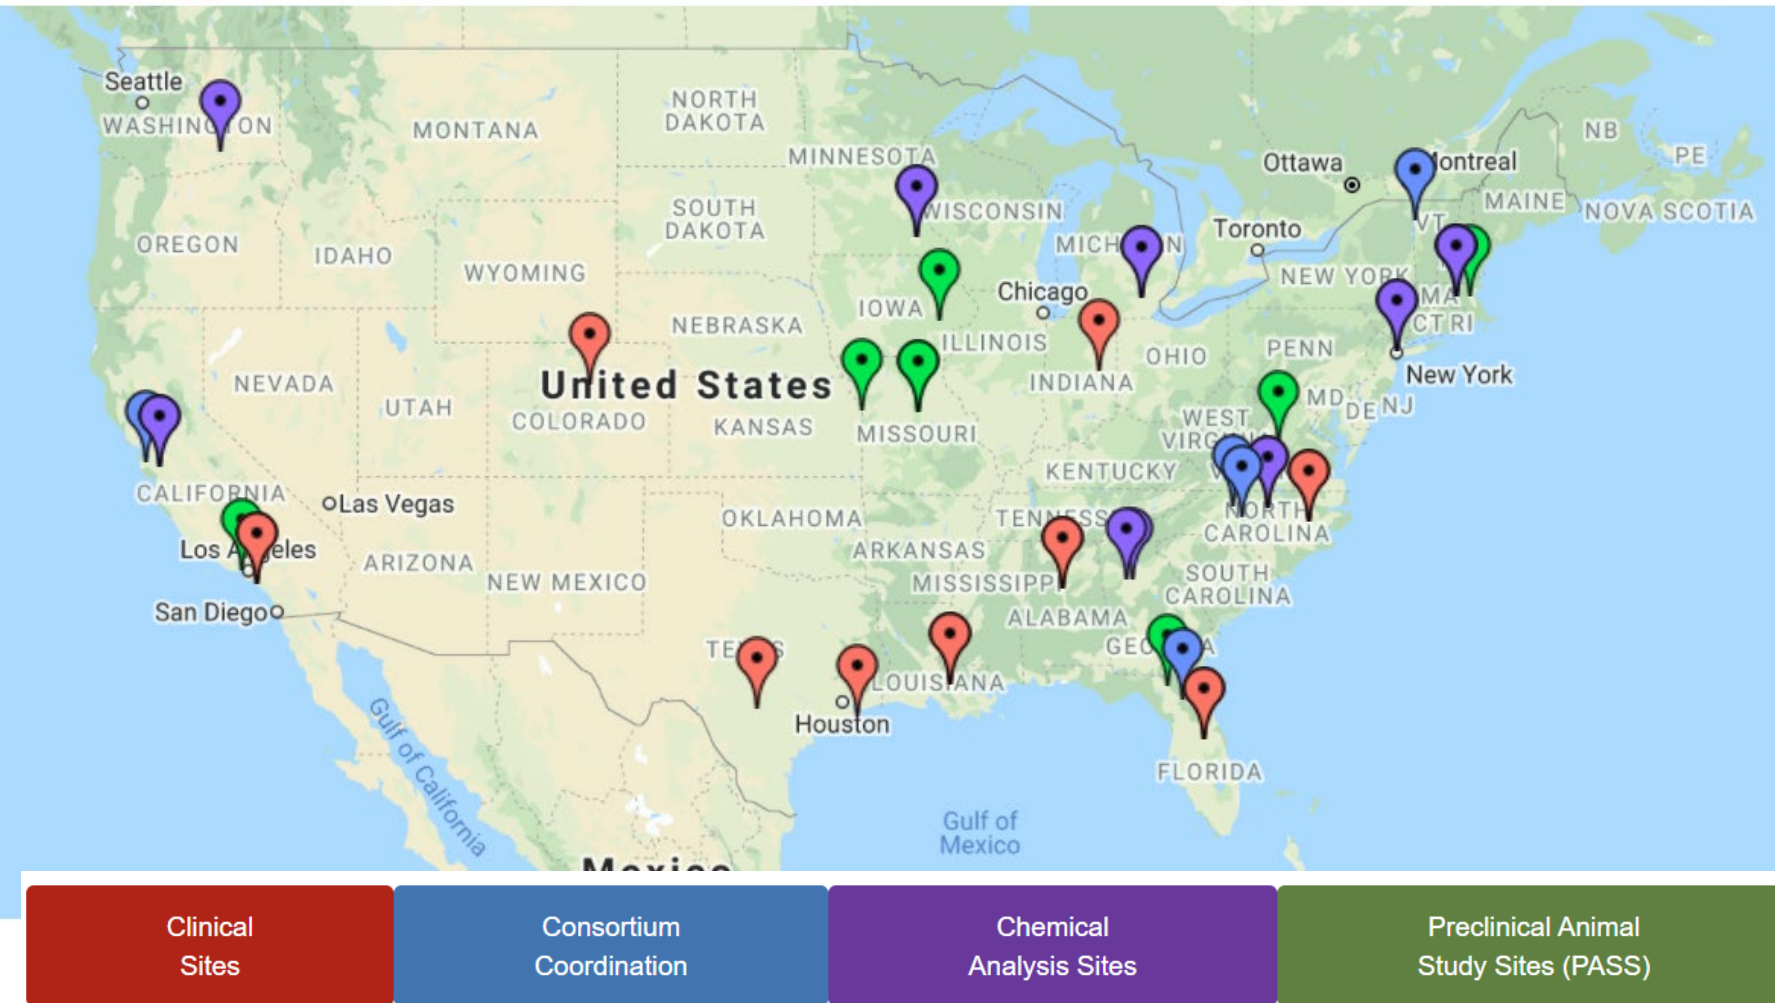 Seattle
WASHINGTON
MONTANA
NORTH
DAKOTA
MINNESOTA
Ottawa
Montreal
NB
PE
SOUTH
DAKOTA
WISCONSIN
MAINE
NOVA SCOTIA
OREGON
IDAHO
MICHIGAN
Toronto
VT
WYOMING
NEW YORK
Chicago
IOWA
MA
CT RI
NEBRASKA
ILLINOIS
OHIO
PENN
NEVADA
United States
INDIANA
New York
UTAH
COLORADO
KANSAS
MISSOURI
WEST
VIRGINIA
MD
DE
NJ
KENTUCKY
CALIFORNIA
Las Vegas
OKLAHOMA
TENNESS
NORTH
CAROLINA
Los Angeles
ARIZONA
NEW MEXICO
ARKANSAS
MISSISSIPPI
SOUTH
CAROLINA
San Diego
ALABAMA
TEXAS
GEORGIA
LOUISIANA
Houston
Gulf of California
FLORIDA
Gulf of
Mexico
Mexico
Clinical
Sites
Consortium
Coordination
Chemical
Analysis Sites
Preclinical Animal
Study Sites (PASS)